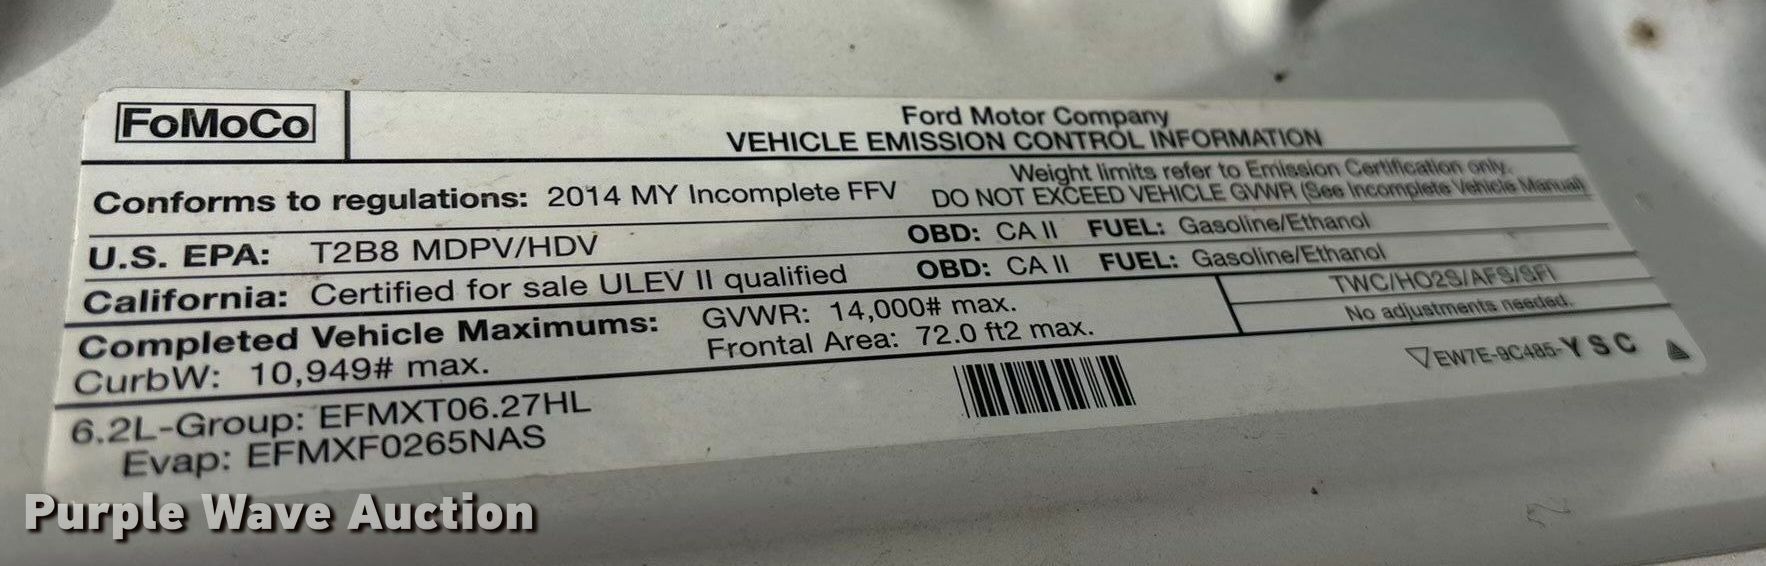 FoMoCo
Ford Motor Company
VEHICLE EMISSION CONTROL INFORMATION
Conforms to regulations: 2014 MY Incomplete FFV
Weight limits refer to Emission Certification only.
DO NOT EXCEED VEHICLE GVWR (See Incomplete Vehicle Manual)
U.S. EPA: T2B8 MDPV/HDV OBD: CA II FUEL: Gasoline/Ethanol
California: Certified for sale ULEV II qualified OBD: CA II FUEL: Gasoline/Ethanol
Completed Vehicle Maximums: GVWR: 14,000# max.
CurbW: 10,949# max. Frontal Area: 72.0 ft2 max.
TWC/HO2S/AFS/SFI
No adjustments needed.
6.2L-Group: EFMXT06.27HL
Evap: EFMXF0265NAS
EW7E-9C485-YSC
Purple Wave Auction